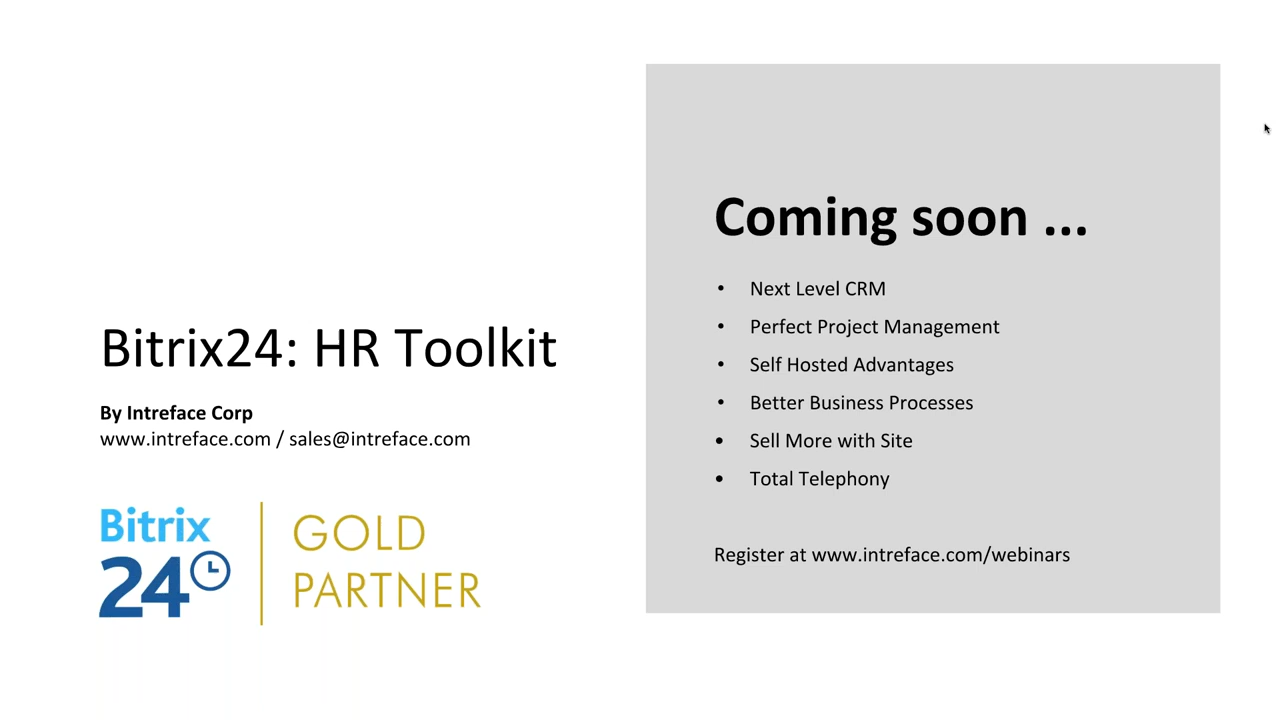 Bitrix24: HR Toolkit
By Intreface Corp
www.intreface.com / sales@intreface.com
Bitrix
24
GOLD
PARTNER
Coming soon ...
• Next Level CRM
• Perfect Project Management
• Self Hosted Advantages
• Better Business Processes
• Sell More with Site
• Total Telephony
Register at www.intreface.com/webinars